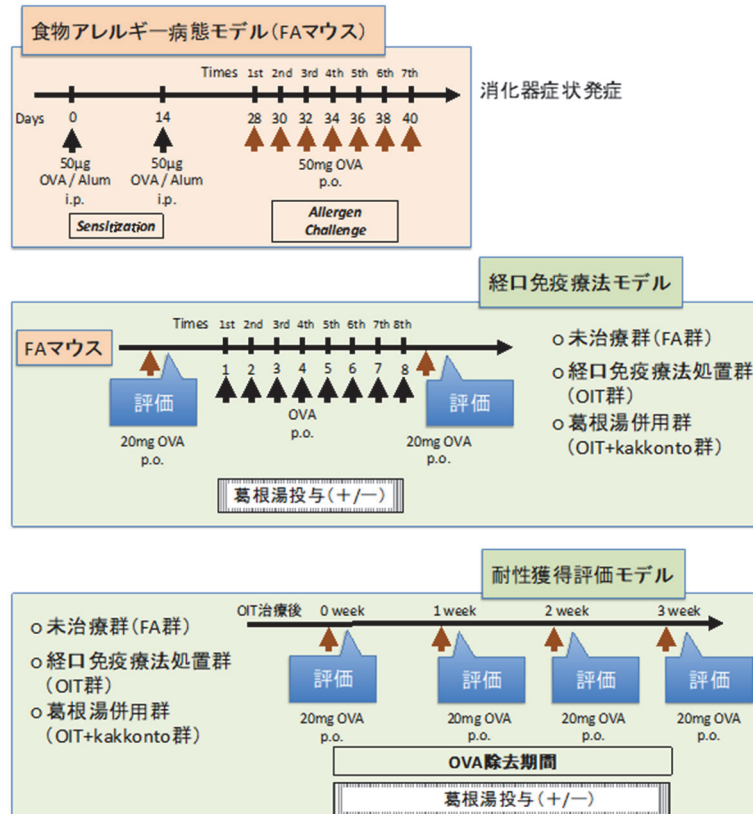 食物アレルギー病態モデル(FAマウス)
Times 1st 2nd 3rd 4th 5th 6th 7th
消化器症状発症
Days 0 14 28 30 32 34 36 38 40
50μg 50μg 50mg OVA
OVA / Alum OVA / Alum p.o.
i.p. i.p.
Sensitization
Allergen
Challenge
経口免疫療法モデル
Times 1st 2nd 3rd 4th 5th 6th 7th 8th
FAマウス
1 2 3 4 5 6 7 8
評価 OVA 評価
p.o.
20mg OVA 20mg OVA
p.o. p.o.
葛根湯投与(+/―)
o 未治療群(FA群)
o 経口免疫療法処置群
(OIT群)
o 葛根湯併用群
(OIT+kakkonto群)
耐性獲得評価モデル
OIT治療後 0 week 1 week 2 week 3 week
o 未治療群(FA群)
o 経口免疫療法処置群
(OIT群)
o 葛根湯併用群
(OIT+kakkonto群)
評価 評価 評価 評価
20mg OVA 20mg OVA 20mg OVA 20mg OVA
p.o. p.o. p.o. p.o.
OVA除去期間
葛根湯投与(+/―)